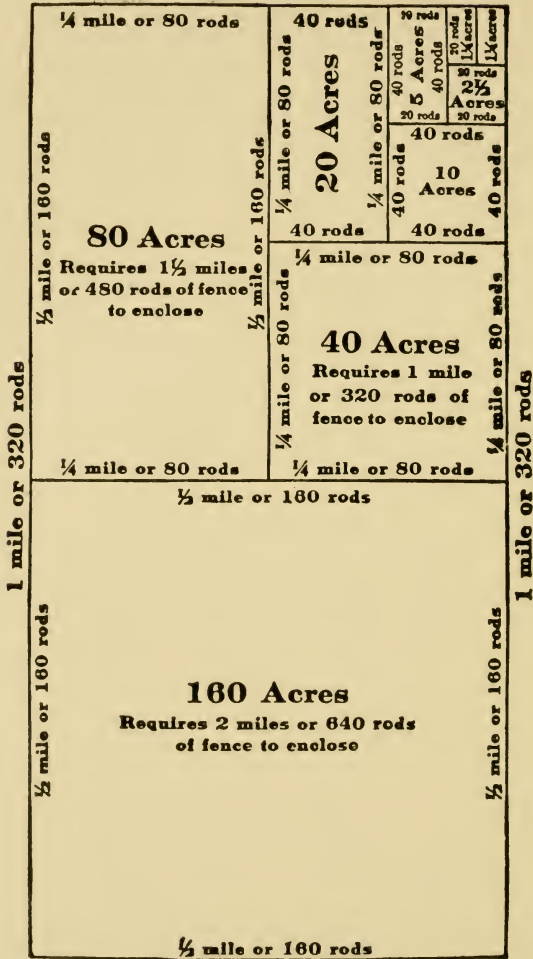 ¼ mile or 80 rods
½ mile or 160 rods
80 Acres
Requires 1½ miles
or 480 rods of fence
to enclose
½ mile or 160 rods
¼ mile or 80 rods
40 rods
¼ mile or 80 rods
20 Acres
¼ mile or 80 rods
40 rods
20 rods
40 rods
5 Acres
40 rods
20 rods
20 rods
1¼ acres
1¼ acres
20 rods
2½
Acres
20 rods
40 rods
40 rods
10
Acres
40 rods
40 rods
¼ mile or 80 rods
¼ mile or 80 rods
40 Acres
Requires 1 mile
or 320 rods of
fence to enclose
¼ mile or 80 rods
¼ mile or 80 rods
1 mile or 320 rods
1 mile or 320 rods
½ mile or 160 rods
½ mile or 160 rods
160 Acres
Requires 2 miles or 640 rods
of fence to enclose
½ mile or 160 rods
½ mile or 160 rods